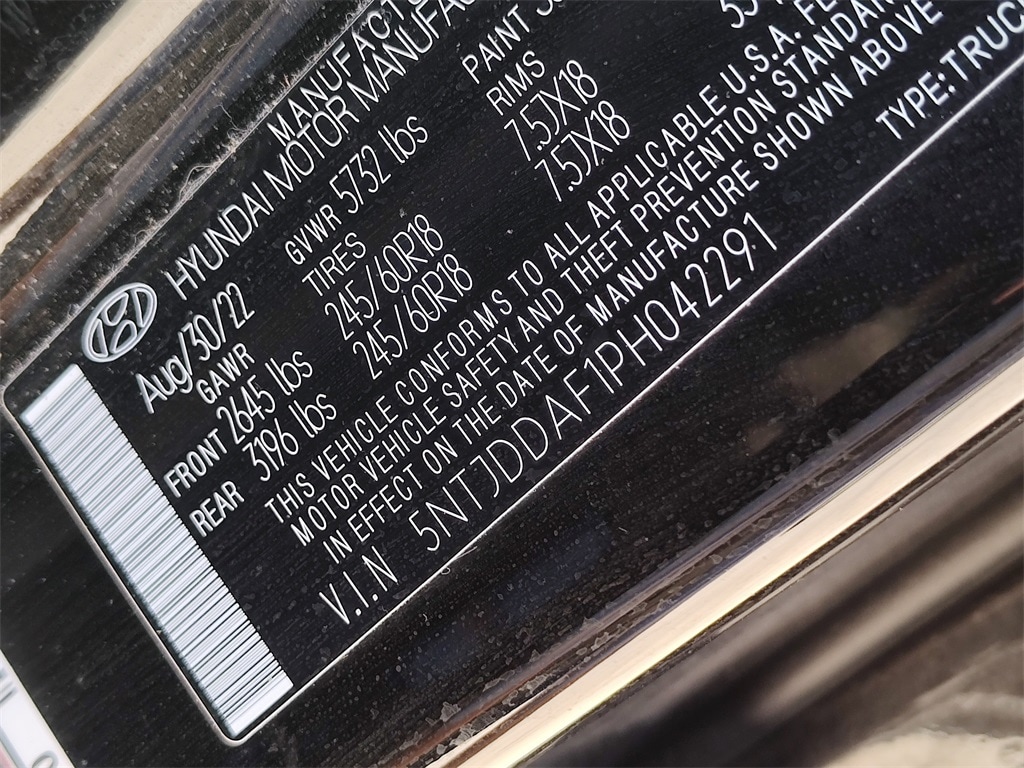 MANUFACT
HYUNDAI MOTOR MANUFAC
Aug/30/22 GVWR 5732 lbs PAINT
GAWR TIRES RIMS
FRONT 2645 lbs 245/60R18 7.5JX18
REAR 3196 lbs 245/60R18 7.5JX18
THIS VEHICLE CONFORMS TO ALL APPLICABLE U.S.A. FE
MOTOR VEHICLE SAFETY AND THEFT PREVENTION STANDAR
IN EFFECT ON THE DATE OF MANUFACTURE SHOWN ABOVE
V.I.N 5NTJDDAF1PH042291 TYPE:TRUC